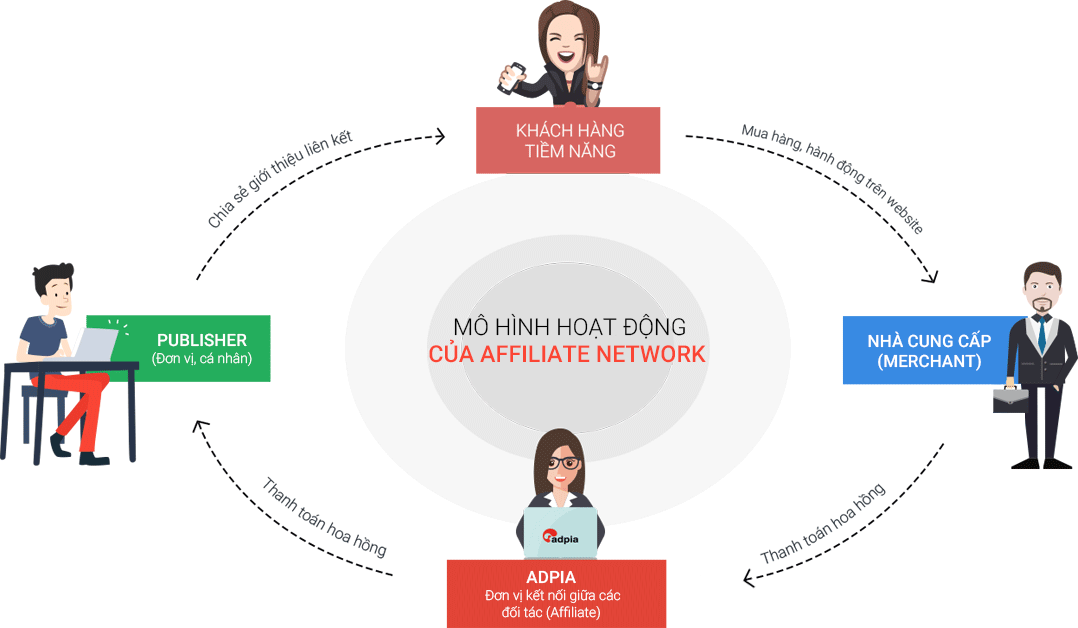 KHÁCH HÀNG
TIỀM NĂNG
Chia sẻ giới thiệu liên kết
Mua hàng, hành động trên website
PUBLISHER
(Đơn vị, cá nhân)
MÔ HÌNH HOẠT ĐỘNG
CỦA AFFILIATE NETWORK
NHÀ CUNG CẤP
(MERCHANT)
Thanh toán hoa hồng
Thanh toán hoa hồng
adpia
ADPIA
Đơn vị kết nối giữa các
đối tác (Affiliate)